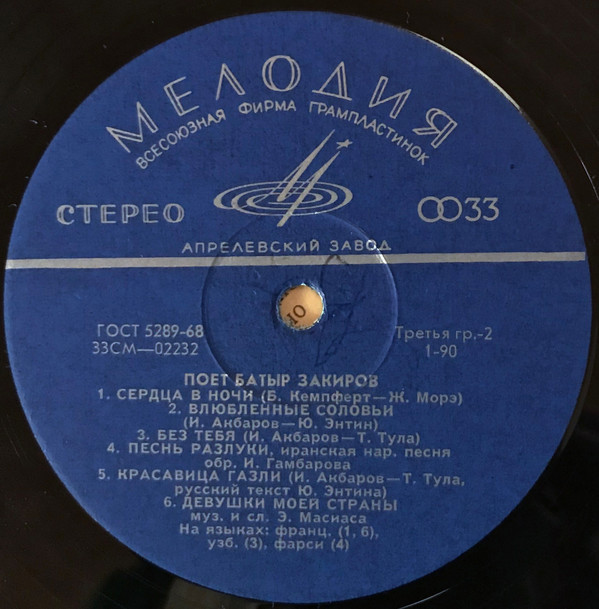 МЕЛОДИЯ
ВСЕСОЮЗНАЯ ФИРМА ГРАМПЛАСТИНОК
СТЕРЕО
33
АПРЕЛЕВСКИЙ ЗАВОД
ГОСТ 5289-68
Третья гр.-2
33СМ—02232
1-90
ПОЕТ БАТЫР ЗАКИРОВ
1. СЕРДЦА В НОЧИ (Б. Кемпферт—Ж. Морэ)
2. ВЛЮБЛЕННЫЕ СОЛОВЬИ
(И. Акбаров—Ю. Энтин)
3. БЕЗ ТЕБЯ (И. Акбаров—Т. Тула)
4. ПЕСНЬ РАЗЛУКИ, иранская нар. песня
обр. И. Гамбарова
5. КРАСАВИЦА ГАЗЛИ (И. Акбаров—Т. Тула,
русский текст Ю. Энтина)
6. ДЕВУШКИ МОЕЙ СТРАНЫ
муз. и сл. Э. Масиаса
На языках: франц. (1, 6),
узб. (3), фарси (4)